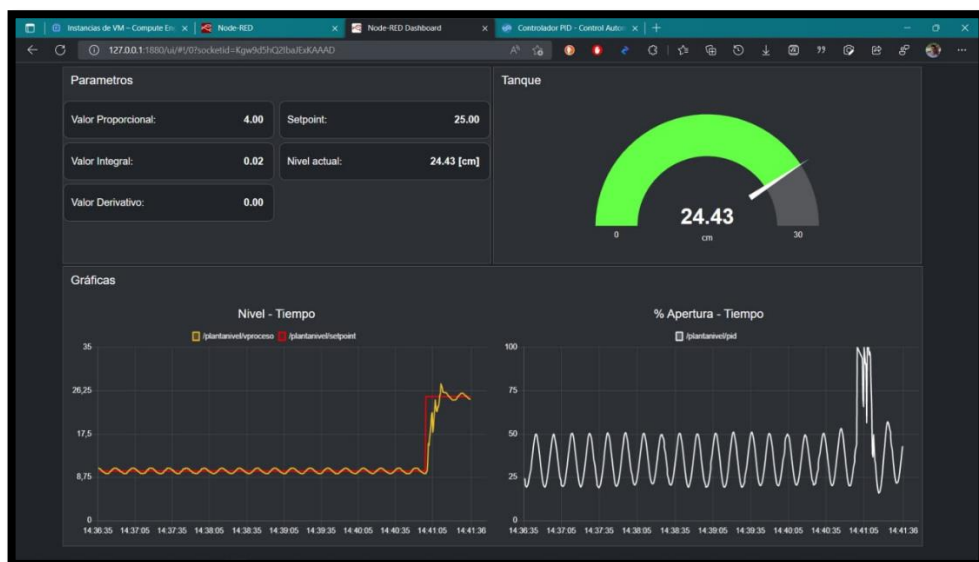 Instancias de VM – Compute En
Node-RED
Node-RED Dashboard
Controlador PID - Control Autom
127.0.0.1:1880/ui/#!/0?socketid=Kgw9d5hQ2IbaJExKAAAD
Parametros
Valor Proporcional: 4.00
Setpoint: 25.00
Valor Integral: 0.02
Nivel actual: 24.43 [cm]
Valor Derivativo: 0.00
Tanque
24.43
cm
0
30
Gráficas
Nivel - Tiempo
/plantanivel/vproceso /plantanivel/setpoint
35
26,25
17,5
8,75
0
14:36:35 14:37:05 14:37:35 14:38:05 14:38:35 14:39:05 14:39:35 14:40:05 14:40:35 14:41:05 14:41:36
% Apertura - Tiempo
/plantanivel/pid
100
75
50
25
0
14:36:35 14:37:05 14:37:35 14:38:05 14:38:35 14:39:05 14:39:35 14:40:05 14:40:35 14:41:05 14:41:36